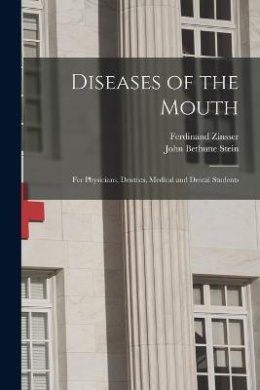 Diseases of the
Mouth
Ferdinand Zinsser
John Bethune Stein
For Physicians, Dentists, Medical and Dental Students